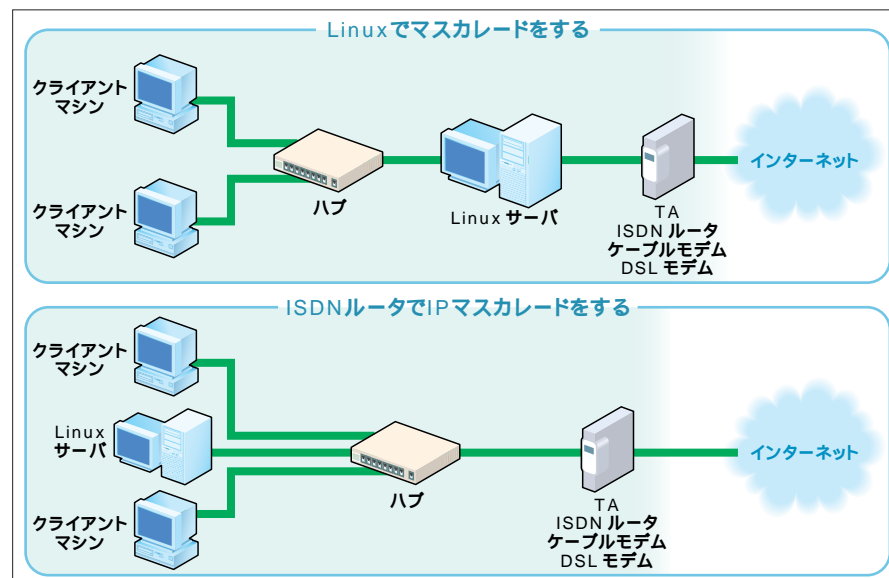 Linuxでマスカレードをする
クライアント
マシン
クライアント
マシン
ハブ
Linux サーバ
TA
ISDN ルータ
ケーブルモデム
DSL モデム
インターネット
ISDNルータでIPマスカレードをする
クライアント
マシン
Linux
サーバ
クライアント
マシン
ハブ
TA
ISDN ルータ
ケーブルモデム
DSL モデム
インターネット